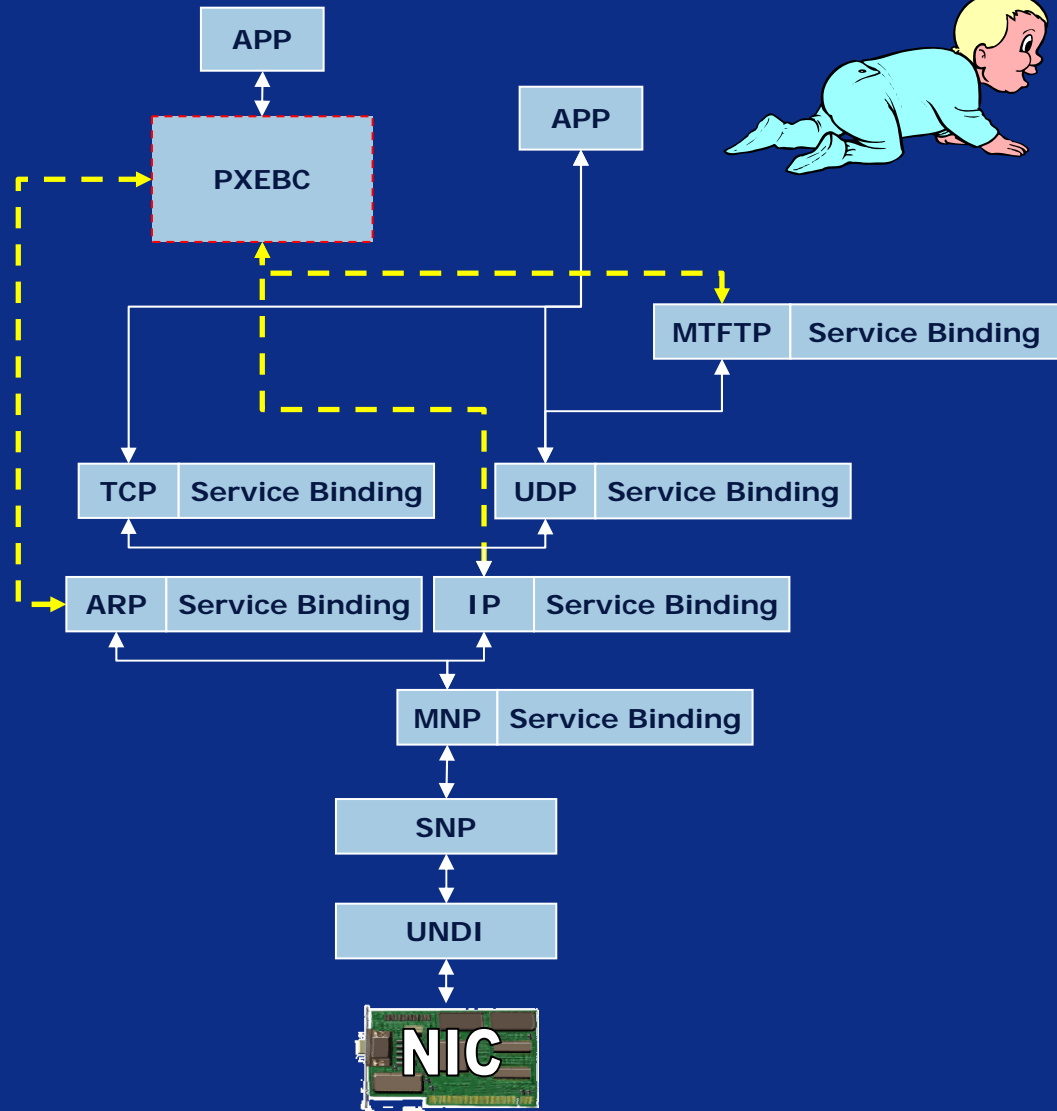 APP
APP
PXEBC
MTFTP Service Binding
TCP Service Binding
UDP Service Binding
ARP Service Binding
IP Service Binding
MNP Service Binding
SNP
UNDI
NIC